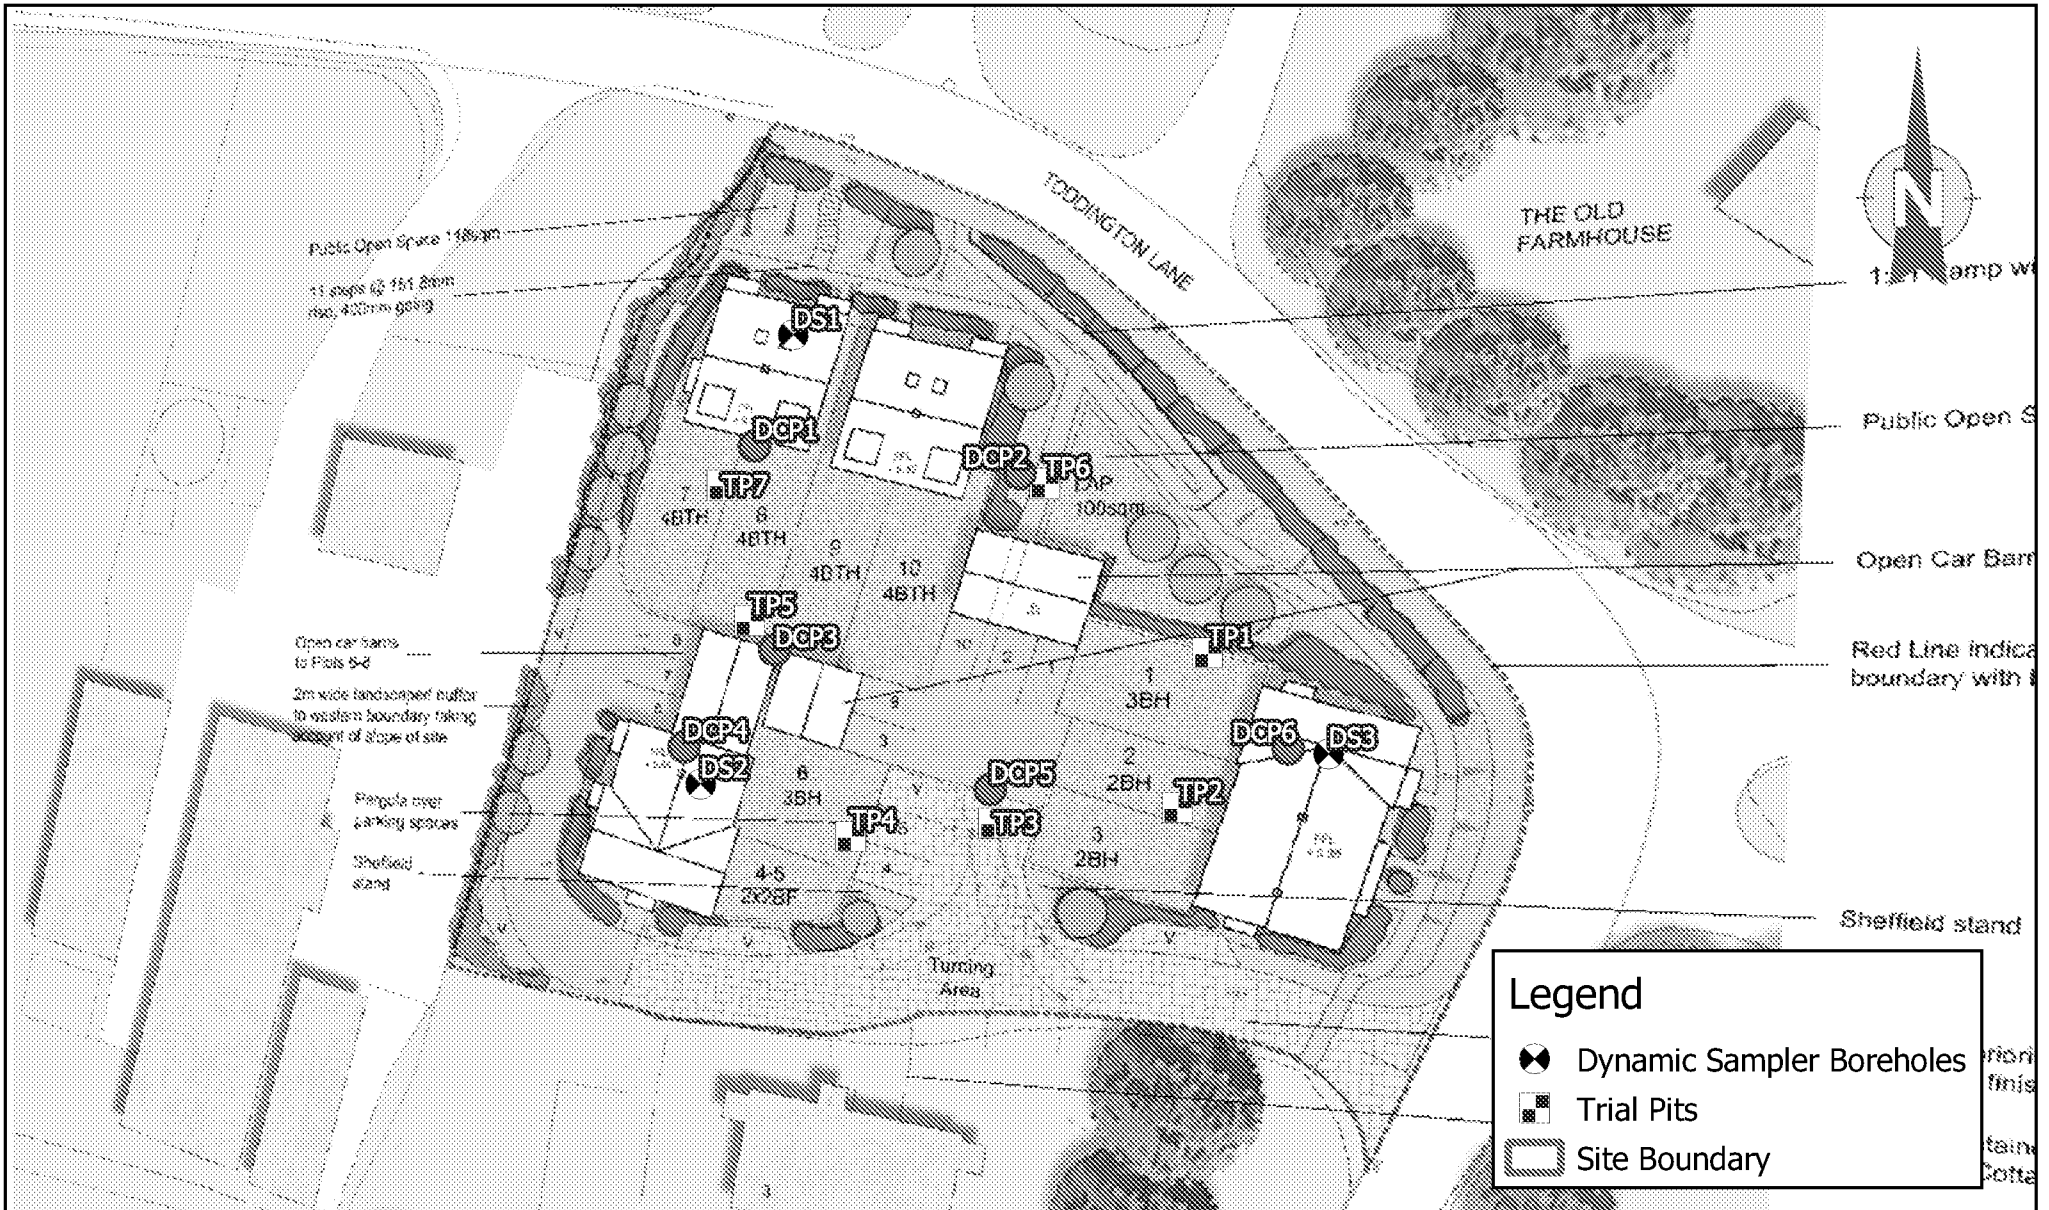 TODDINGTON LANE
THE OLD
FARMHOUSE
N
Public Open Space 118sqm
11 steps @ 151.8mm
rise, 400mm going
Public Open S
Open Car Barn
Red Line indica
boundary with
Sheffield stand
DS1
DCP1
TP7
DCP2
TP6
LAP
100sqm
7
4BTH
8
4BTH
9
4BTH
10
4BTH
TP5
DCP3
TP1
1
3BH
Open car barns
to Plots 6-8
2m wide landscaped buffer
to western boundary taking
account of slope of site
DCP4
DS2
DCP6
DS3
2
2BH
TP2
DCP5
TP3
6
3BH
TP4
3
2BH
4-5
2x2BF
Pergola over
parking spaces
Sheffield
stand
Turning
Area
3
Legend
Dynamic Sampler Boreholes
Trial Pits
Site Boundary